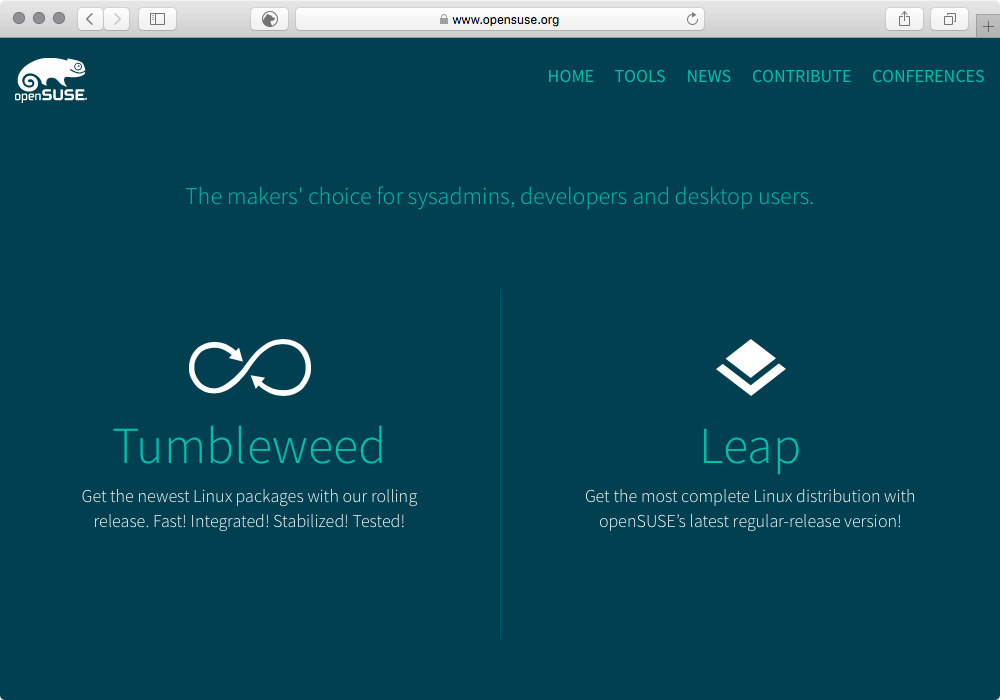 www.opensuse.org
openSUSE
HOME TOOLS NEWS CONTRIBUTE CONFERENCES
The makers' choice for sysadmins, developers and desktop users.
Tumbleweed
Get the newest Linux packages with our rolling
release. Fast! Integrated! Stabilized! Tested!
Leap
Get the most complete Linux distribution with
openSUSE’s latest regular-release version!